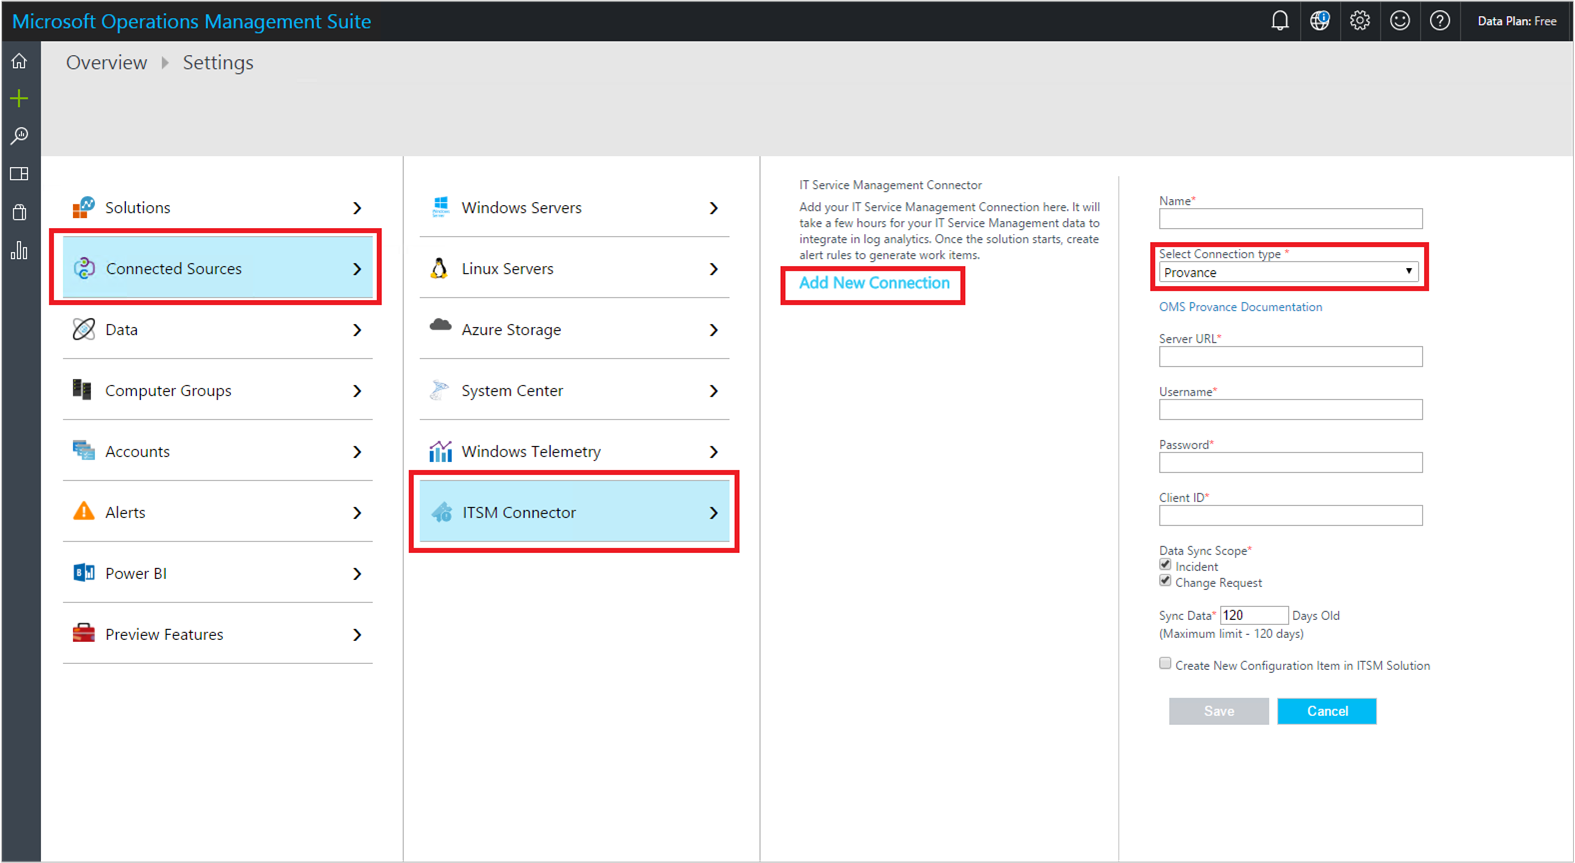 Microsoft Operations Management Suite
Data Plan: Free
Overview
Settings
Solutions
Connected Sources
Data
Computer Groups
Accounts
Alerts
Power BI
Preview Features
Windows Servers
Linux Servers
Azure Storage
System Center
Windows Telemetry
ITSM Connector
IT Service Management Connector
Add your IT Service Management Connection here. It will
take a few hours for your IT Service Management data to
integrate in log analytics. Once the solution starts, create
alert rules to generate work items.
Add New Connection
Name*
Select Connection type *
Provance
OMS Provance Documentation
Server URL*
Username*
Password*
Client ID*
Data Sync Scope*
Incident
Change Request
Sync Data* 120 Days Old
(Maximum limit - 120 days)
Create New Configuration Item in ITSM Solution
Save
Cancel